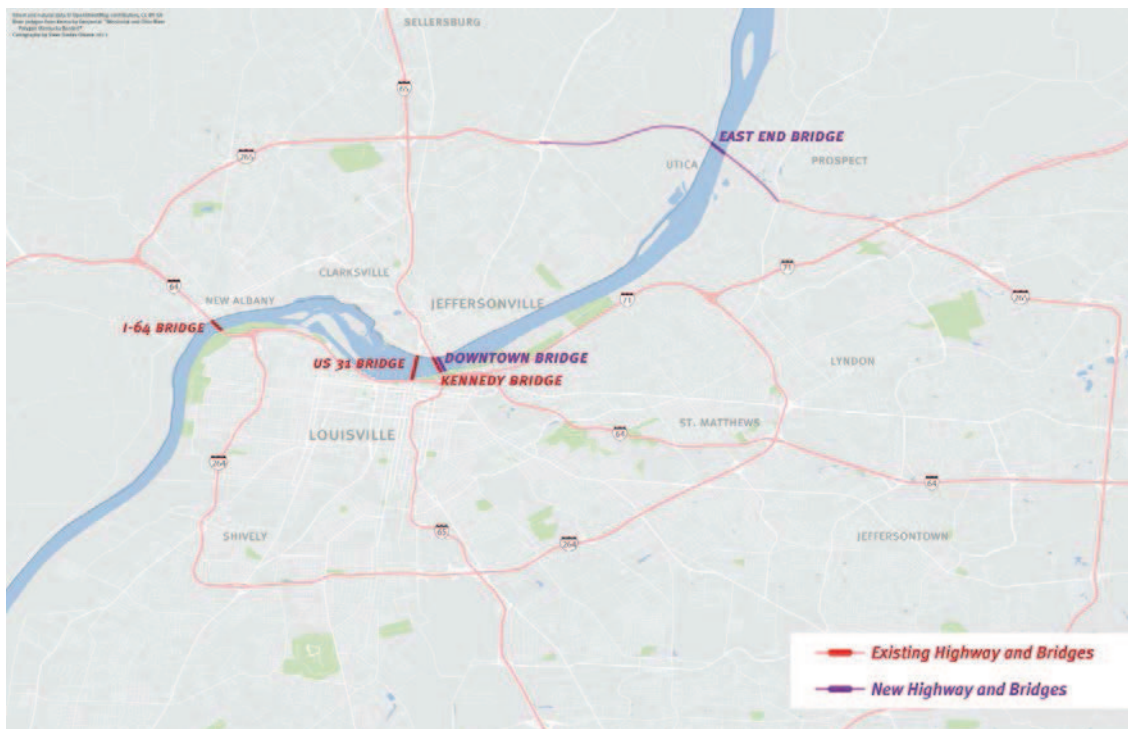 SELLERSBURG
65
EAST END BRIDGE
265
UTICA
PROSPECT
71
CLARKSVILLE
64
NEW ALBANY
JEFFERSONVILLE
71
265
I-64 BRIDGE
US 31 BRIDGE
DOWNTOWN BRIDGE
KENNEDY BRIDGE
LYNDON
LOUISVILLE
ST. MATTHEWS
64
264
64
SHIVELY
65
264
JEFFERSONTOWN
Existing Highway and Bridges
New Highway and Bridges